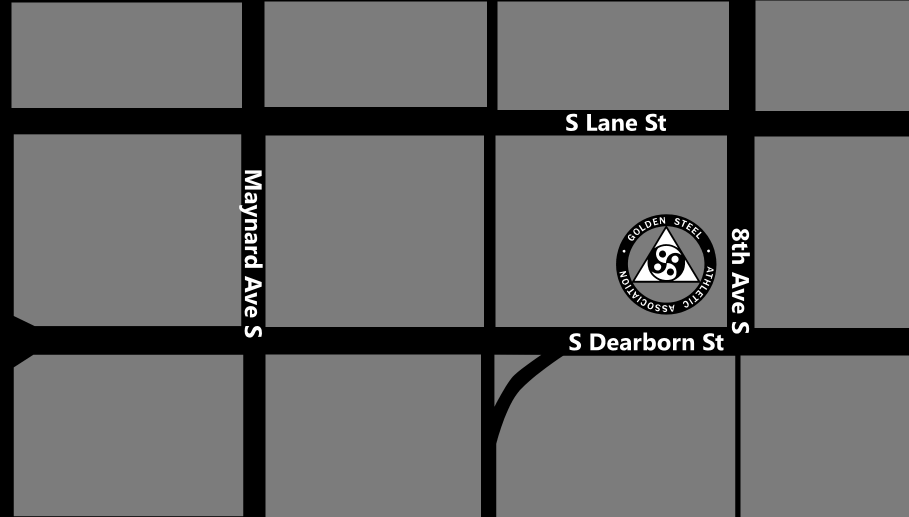 S Lane St
Maynard Ave S
GOLDEN STEEL
ATHLETIC ASSOCIATION
8th Ave S
S Dearborn St